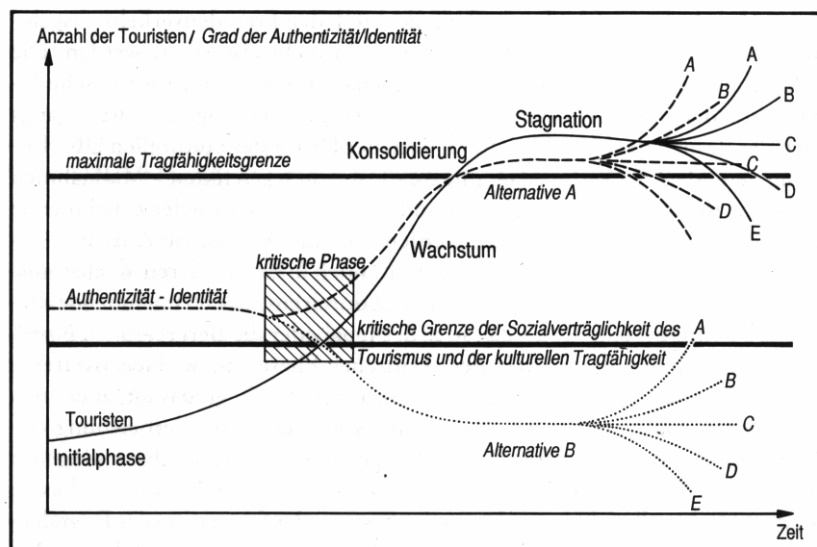 Anzahl der Touristen / Grad der Authentizität/Identität
A
A
B
B
Stagnation
Konsolidierung
C
C
maximale Tragfähigkeitsgrenze
Alternative A
D
D
E
Wachstum
kritische Phase
Authentizität - Identität
kritische Grenze der Sozialverträglichkeit des
Tourismus und der kulturellen Tragfähigkeit
A
B
Touristen
C
Initialphase
Alternative B
D
E
Zeit